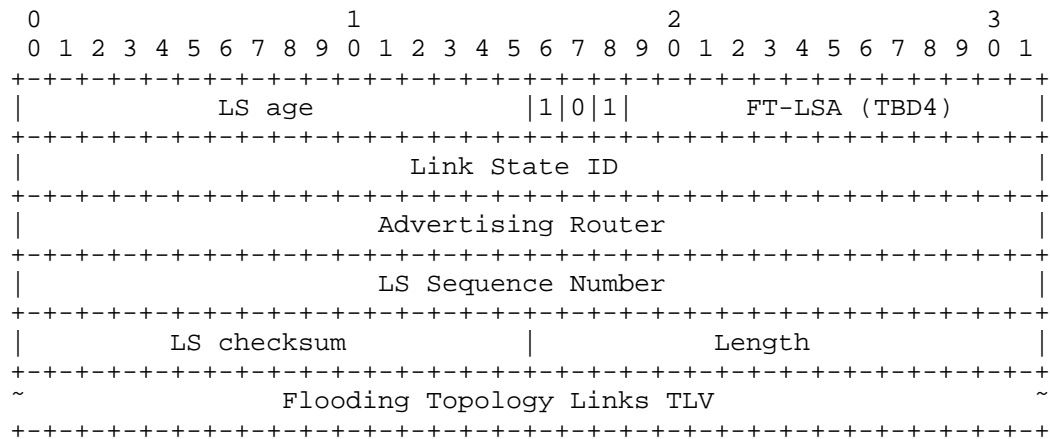 0                   1                   2                   3
0 1 2 3 4 5 6 7 8 9 0 1 2 3 4 5 6 7 8 9 0 1 2 3 4 5 6 7 8 9 0 1
+-+-+-+-+-+-+-+-+-+-+-+-+-+-+-+-+-+-+-+-+-+-+-+-+-+-+-+-+-+-+-+-+
|            LS age             |1|0|1|       FT-LSA (TBD4)     |
+-+-+-+-+-+-+-+-+-+-+-+-+-+-+-+-+-+-+-+-+-+-+-+-+-+-+-+-+-+-+-+-+
|                        Link State ID                          |
+-+-+-+-+-+-+-+-+-+-+-+-+-+-+-+-+-+-+-+-+-+-+-+-+-+-+-+-+-+-+-+-+
|                      Advertising Router                       |
+-+-+-+-+-+-+-+-+-+-+-+-+-+-+-+-+-+-+-+-+-+-+-+-+-+-+-+-+-+-+-+-+
|                      LS Sequence Number                       |
+-+-+-+-+-+-+-+-+-+-+-+-+-+-+-+-+-+-+-+-+-+-+-+-+-+-+-+-+-+-+-+-+
|         LS checksum           |           Length              |
+-+-+-+-+-+-+-+-+-+-+-+-+-+-+-+-+-+-+-+-+-+-+-+-+-+-+-+-+-+-+-+-+
~                Flooding Topology Links TLV                    ~
+-+-+-+-+-+-+-+-+-+-+-+-+-+-+-+-+-+-+-+-+-+-+-+-+-+-+-+-+-+-+-+-+